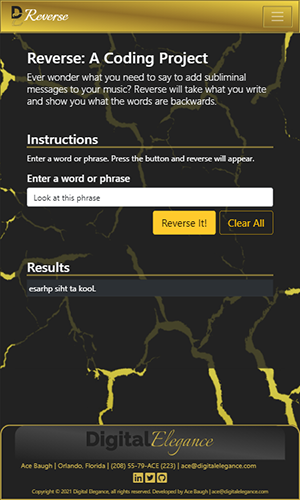 D Reverse
Reverse: A Coding Project
Ever wonder what you need to say to add subliminal
messages to your music? Reverse will take what you write
and show you what the words are backwards.
Instructions
Enter a word or phrase. Press the button and reverse will appear.
Enter a word or phrase
Look at this phrase
Reverse It! Clear All
Results
esarhp siht ta kooL
Digital Elegance
Ace Baugh | Orlando, Florida | (208) 55-79-ACE (223) | ace@digitalelegance.com
Copyright © 2021 Digital Elegance, all rights reserved. Developed by Ace Baugh | ace@digitalelegance.com